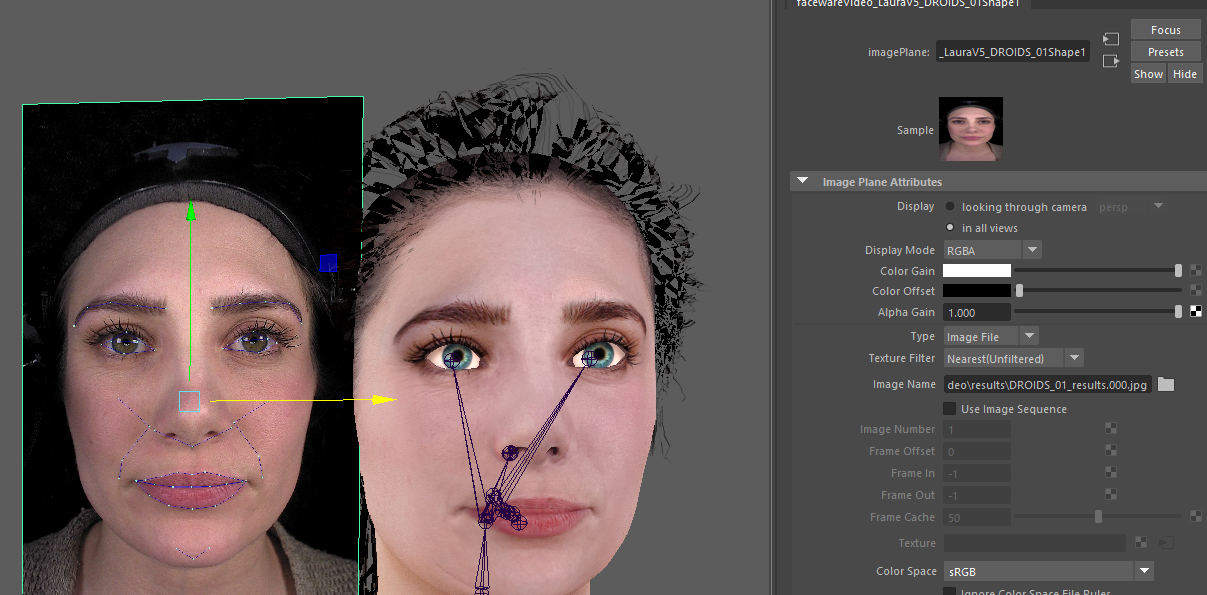 facewareVideo_LauraV5_DROIDS_01Shape1
Focus
imagePlane: _LauraV5_DROIDS_01Shape1
Presets
Show Hide
Sample
Image Plane Attributes
Display looking through camera persp
in all views
Display Mode RGBA
Color Gain
Color Offset
Alpha Gain 1.000
Type Image File
Texture Filter Nearest(Unfiltered)
Image Name deo\results\DROIDS_01_results.000.jpg
Use Image Sequence
Image Number 1
Frame Offset 0
Frame In -1
Frame Out -1
Frame Cache 50
Texture
Color Space sRGB
Ignore Color Space File Rules